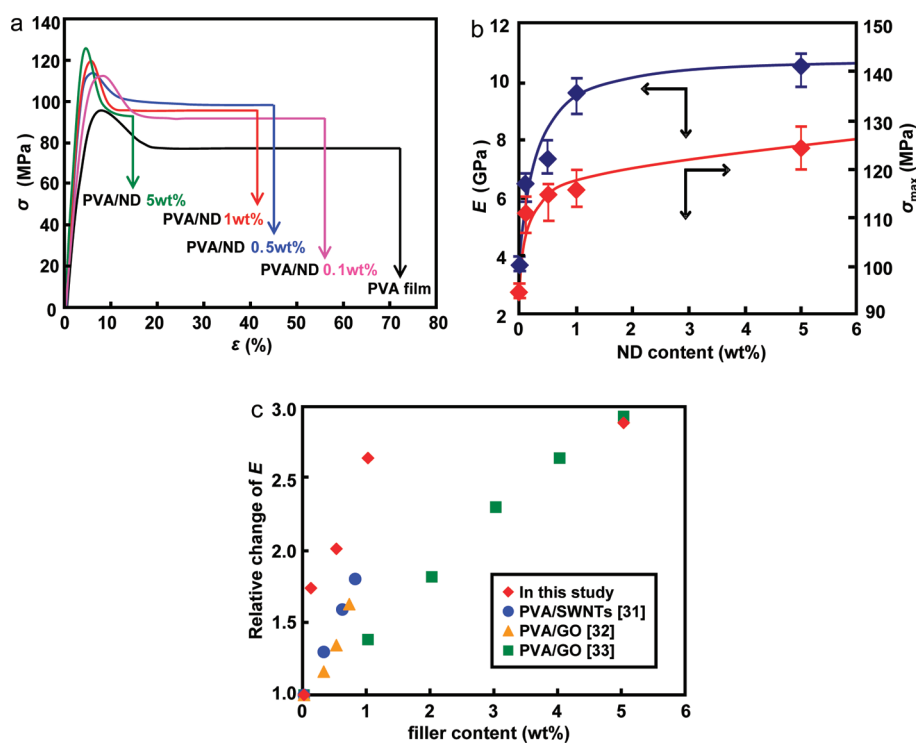 a
σ (MPa)
140
120
100
80
60
40
20
0
PVA/ND 5wt%
PVA/ND 1wt%
PVA/ND 0.5wt%
PVA/ND 0.1wt%
PVA film
0 10 20 30 40 50 60 70 80
ε (%)
b
E (GPa)
12
10
8
6
4
2
150
140
130
120
110
100
90
σmax (MPa)
0 1 2 3 4 5 6
ND content (wt%)
c
Relative change of E
3.0
2.5
2.0
1.5
1.0
In this study
PVA/SWNTs [31]
PVA/GO [32]
PVA/GO [33]
0 1 2 3 4 5 6
filler content (wt%)